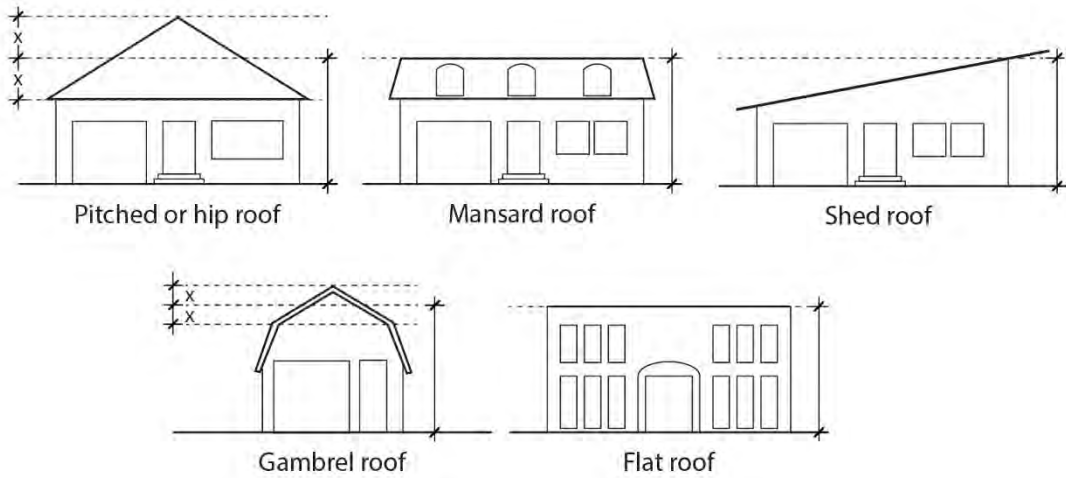 x
x
Pitched or hip roof
Mansard roof
Shed roof
x
x
Gambrel roof
Flat roof